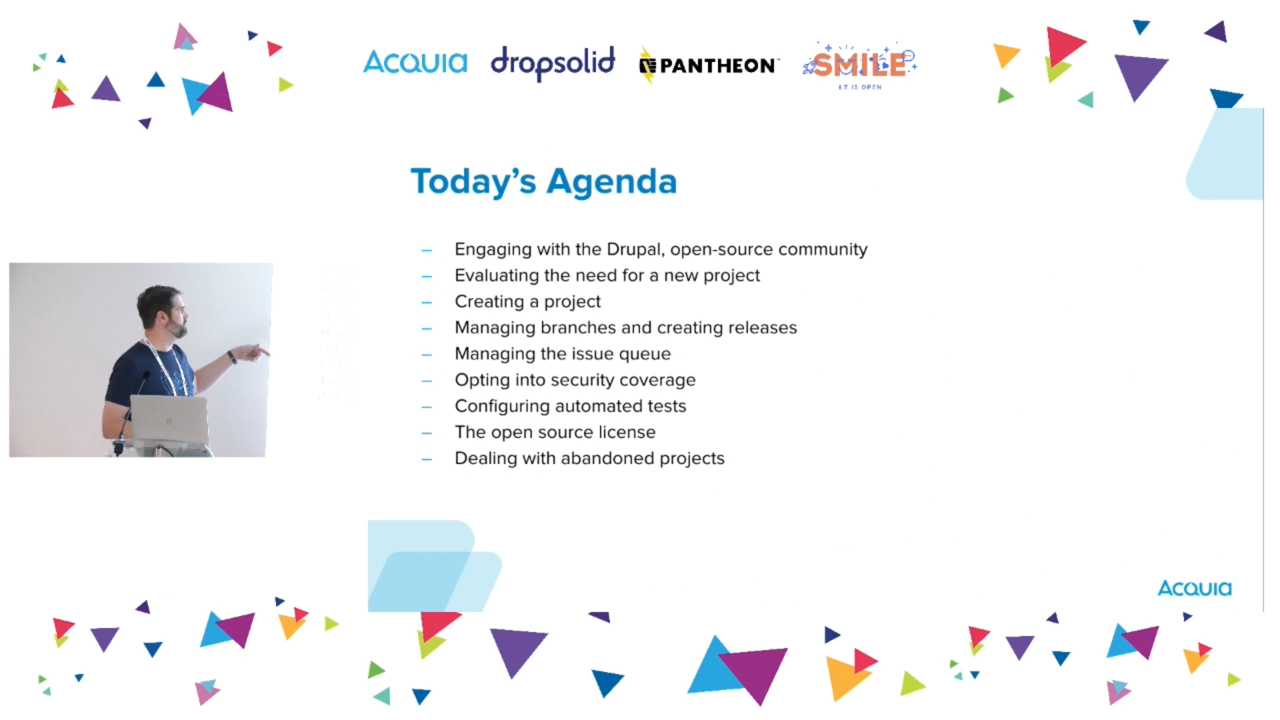 ACQUIA
dropsolid
PANTHEON
SMILE
I.T IS OPEN
Today's Agenda
– Engaging with the Drupal, open-source community
– Evaluating the need for a new project
– Creating a project
– Managing branches and creating releases
– Managing the issue queue
– Opting into security coverage
– Configuring automated tests
– The open source license
– Dealing with abandoned projects
ACQUIA